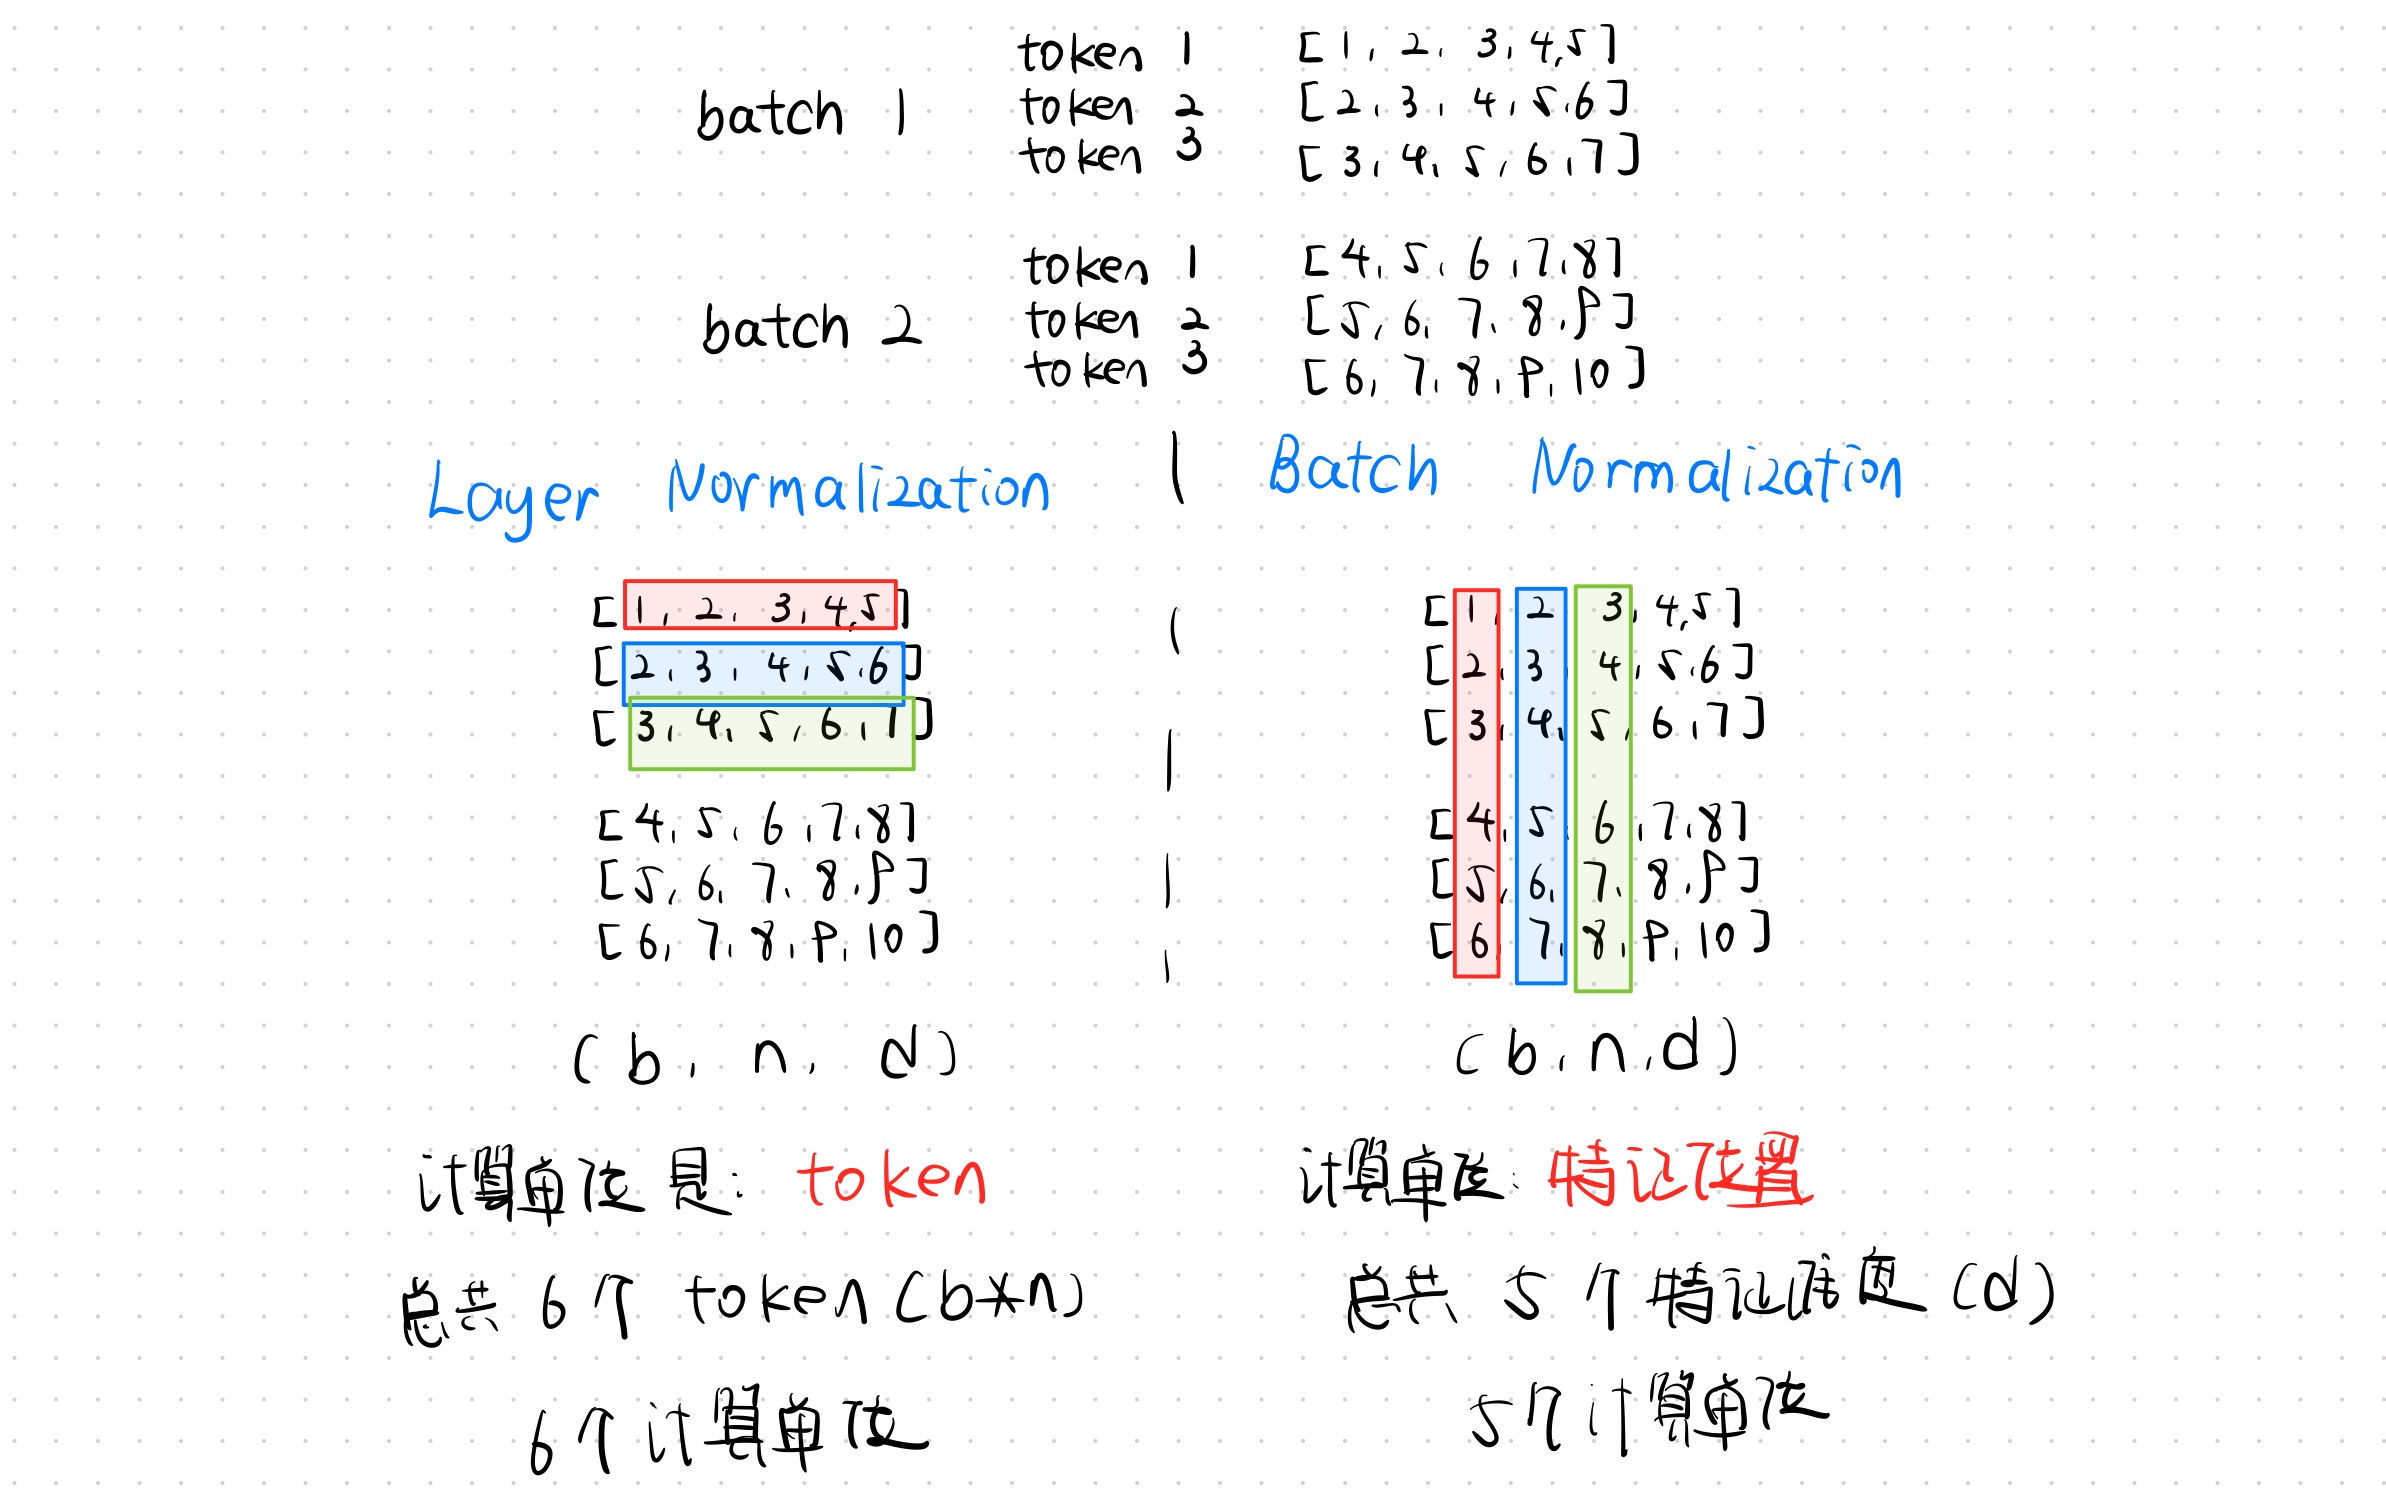 batch 1
token 1 [1, 2, 3, 4, 5]
token 2 [2, 3, 4, 5, 6]
token 3 [3, 4, 5, 6, 7]
batch 2
token 1 [4, 5, 6, 7, 8]
token 2 [5, 6, 7, 8, 9]
token 3 [6, 7, 8, 9, 10]
Layer Normalization | Batch Normalization
[1, 2, 3, 4, 5]
[2, 3, 4, 5, 6]
[3, 4, 5, 6, 7]
[4, 5, 6, 7, 8]
[5, 6, 7, 8, 9]
[6, 7, 8, 9, 10]
(b, n, d)
计算单位是: token
总共 6个 token (b*n)
6个计算单位
[1, 2, 3, 4, 5]
[2, 3, 4, 5, 6]
[3, 4, 5, 6, 7]
[4, 5, 6, 7, 8]
[5, 6, 7, 8, 9]
[6, 7, 8, 9, 10]
(b, n, d)
计算单位: 特记位置
总共 5个特记 (d)
5个计算单位